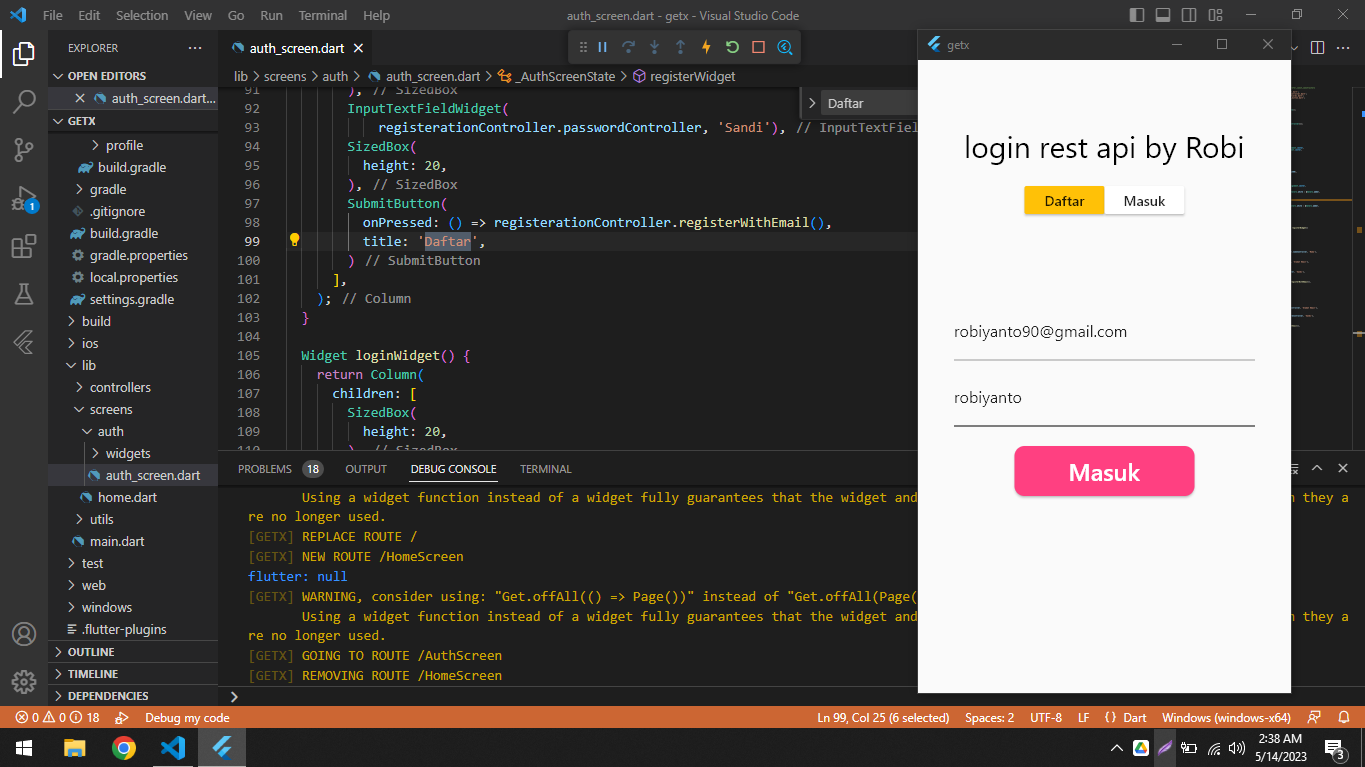 File Edit Selection View Go Run Terminal Help
auth_screen.dart - getx - Visual Studio Code
EXPLORER
OPEN EDITORS
auth_screen.dart...
GETX
profile
build.gradle
gradle
.gitignore
build.gradle
gradle.properties
local.properties
settings.gradle
build
ios
lib
controllers
screens
auth
widgets
auth_screen.dart
home.dart
utils
main.dart
test
web
windows
.flutter-plugins
OUTLINE
TIMELINE
DEPENDENCIES
1
auth_screen.dart
lib > screens > auth > auth_screen.dart > _AuthScreenState > registerWidget
Daftar
91 ), // SizedBox
92 InputTextFieldWidget(
93 registerationController.passwordController, 'Sandi'), // InputTextFiel
94 SizedBox(
95 height: 20,
96 ), // SizedBox
97 SubmitButton(
98 onPressed: () => registerationController.registerWithEmail(),
99 title: 'Daftar',
100 ) // SubmitButton
101 ],
102 ); // Column
103 }
104
105 Widget loginWidget() {
106 return Column(
107 children: [
108 SizedBox(
109 height: 20,
110 ), // SizedBox
PROBLEMS 18 OUTPUT DEBUG CONSOLE TERMINAL
Using a widget function instead of a widget fully guarantees that the widget and
n they a
re no longer used.
[GETX] REPLACE ROUTE /
[GETX] NEW ROUTE /HomeScreen
flutter: null
[GETX] WARNING, consider using: "Get.offAll(() => Page())" instead of "Get.offAll(Page(
Using a widget function instead of a widget fully guarantees that the widget and
n they a
re no longer used.
[GETX] GOING TO ROUTE /AuthScreen
[GETX] REMOVING ROUTE /HomeScreen
>
getx
login rest api by Robi
Daftar Masuk
robiyanto90@gmail.com
robiyanto
Masuk
0 0 18 Debug my code
Ln 99, Col 25 (6 selected) Spaces: 2 UTF-8 LF {} Dart Windows (windows-x64)
2:38 AM
5/14/2023
3